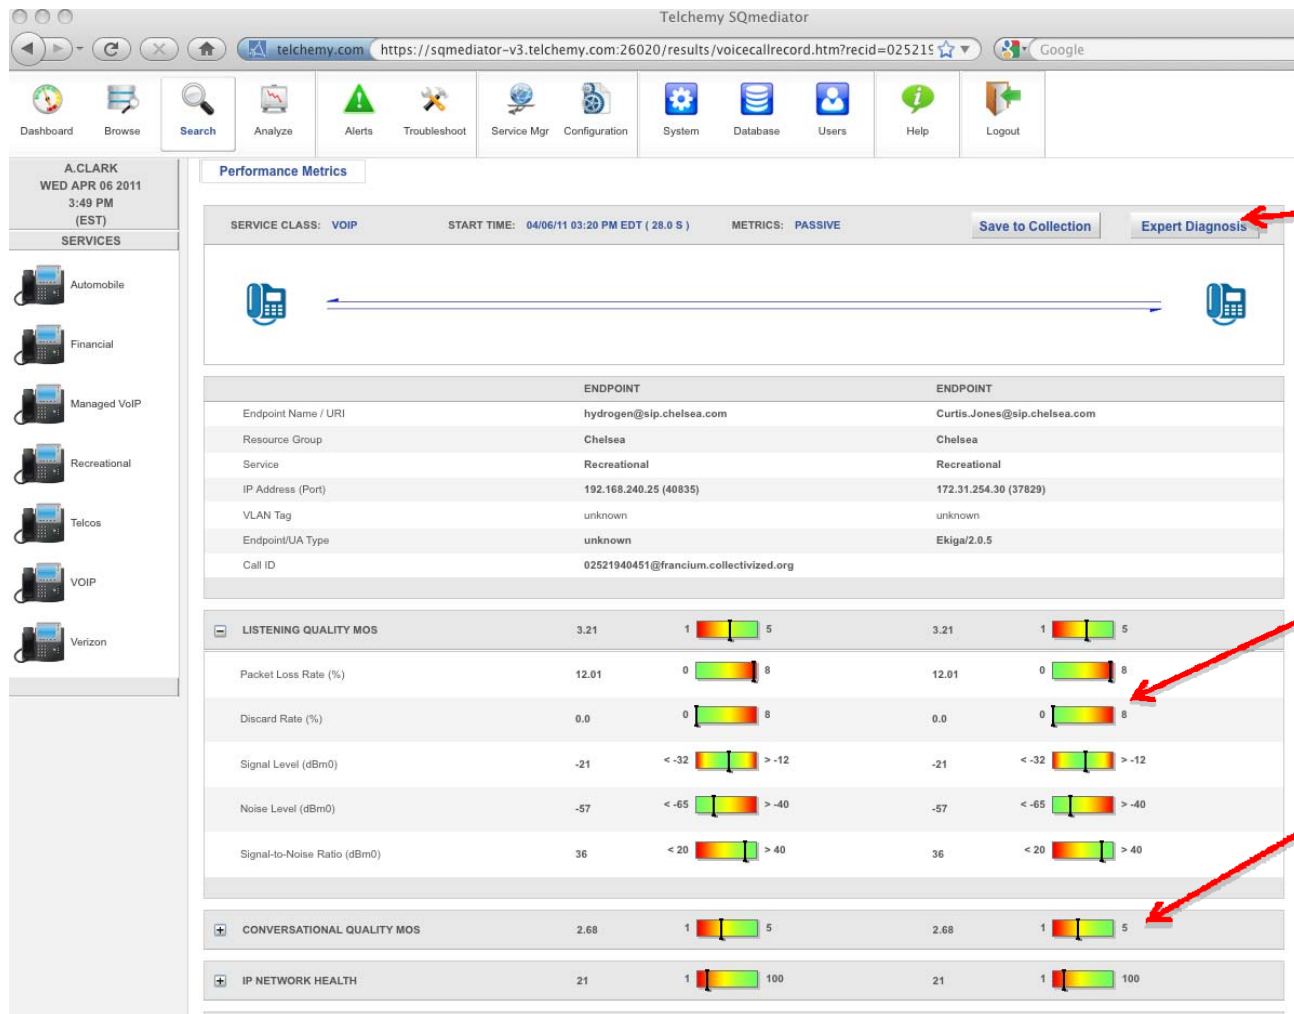 Telchemy SQmediator
telchemy.com https://sqmediator-v3.telchemy.com:26020/results/voicecallrecord.htm?recid=025219 Google
Dashboard Browse Search Analyze Alerts Troubleshoot Service Mgr Configuration System Database Users Help Logout
A.CLARK
WED APR 06 2011
3:49 PM
(EST)
SERVICES
Automobile
Financial
Managed VoIP
Recreational
Telcos
VOIP
Verizon
Performance Metrics
SERVICE CLASS: VOIP START TIME: 04/06/11 03:20 PM EDT ( 28.0 S ) METRICS: PASSIVE Save to Collection Expert Diagnosis
ENDPOINT ENDPOINT
Endpoint Name / URI hydrogen@sip.chelsea.com Curtis.Jones@sip.chelsea.com
Resource Group Chelsea Chelsea
Service Recreational Recreational
IP Address (Port) 192.168.240.25 (40835) 172.31.254.30 (37829)
VLAN Tag unknown unknown
Endpoint/UA Type unknown Ekiga/2.0.5
Call ID 02521940451@francium.collectivized.org
LISTENING QUALITY MOS 3.21 1 5 3.21 1 5
Packet Loss Rate (%) 12.01 0 8 12.01 0 8
Discard Rate (%) 0.0 0 8 0.0 0 8
Signal Level (dBm0) -21 < -32 > -12 -21 < -32 > -12
Noise Level (dBm0) -57 < -65 > -40 -57 < -65 > -40
Signal-to-Noise Ratio (dBm0) 36 < 20 > 40 36 < 20 > 40
CONVERSATIONAL QUALITY MOS 2.68 1 5 2.68 1 5
IP NETWORK HEALTH 21 1 100 21 1 100